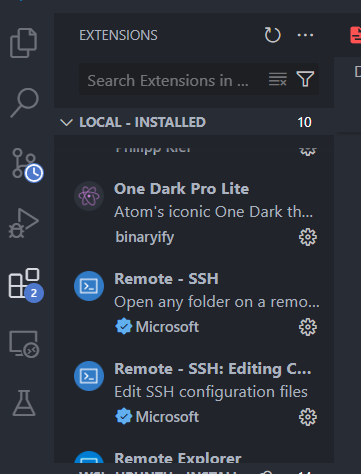 EXTENSIONS
Search Extensions in ...
LOCAL - INSTALLED 10
Philipp Kief
One Dark Pro Lite
Atom's iconic One Dark th...
binaryify
Remote - SSH
Open any folder on a remo...
Microsoft
Remote - SSH: Editing C...
Edit SSH configuration files
Microsoft
2
Remote Explorer